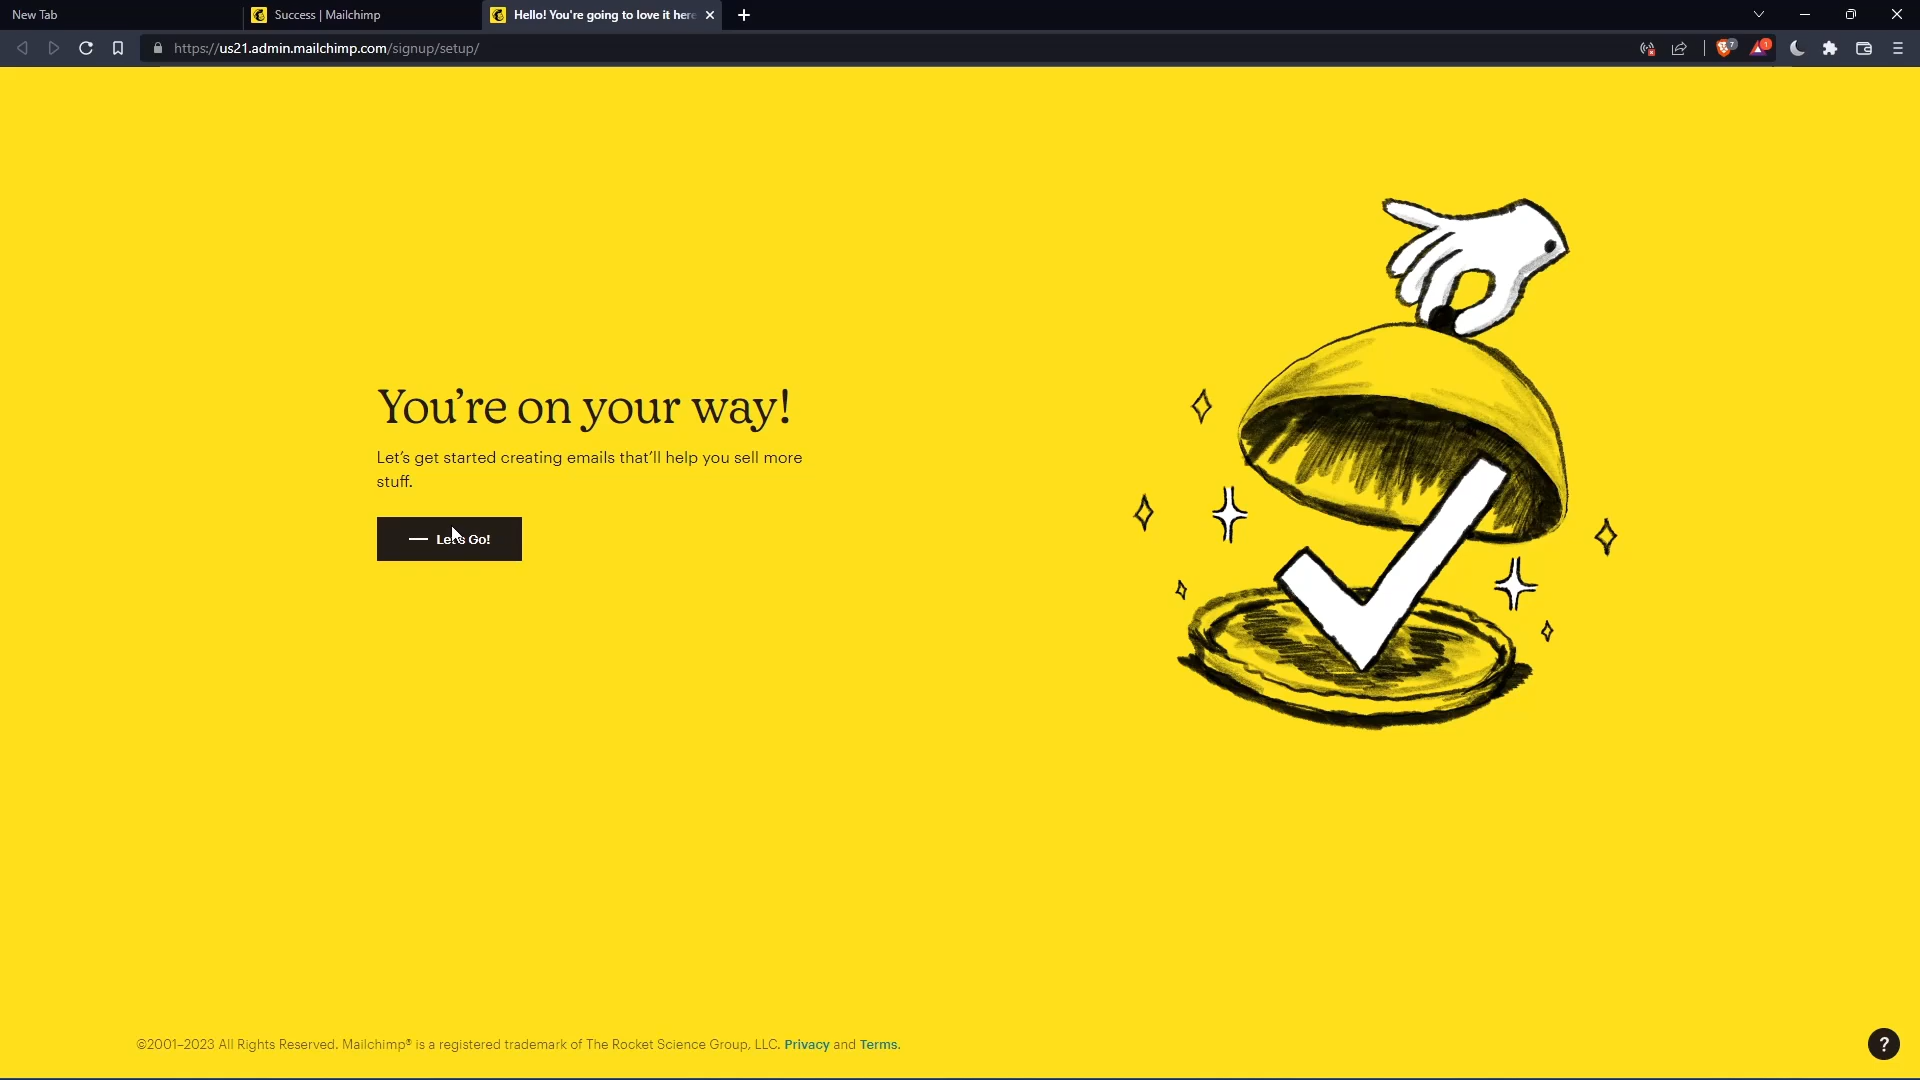 New Tab
Success | Mailchimp
Hello! You're going to love it here
https://us21.admin.mailchimp.com/signup/setup/
7
1
You're on your way!
Let's get started creating emails that'll help you sell more
stuff.
Let's Go!
©2001–2023 All Rights Reserved. Mailchimp® is a registered trademark of The Rocket Science Group, LLC. Privacy and Terms.
?